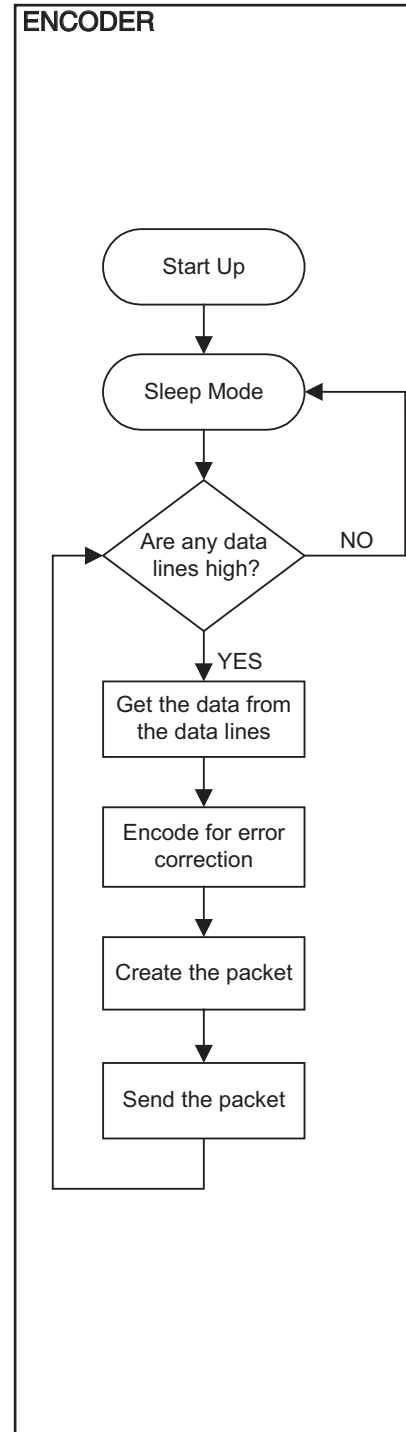 ENCODER
Start Up
Sleep Mode
Are any data
lines high?
NO
YES
Get the data from
the data lines
Encode for error
correction
Create the packet
Send the packet